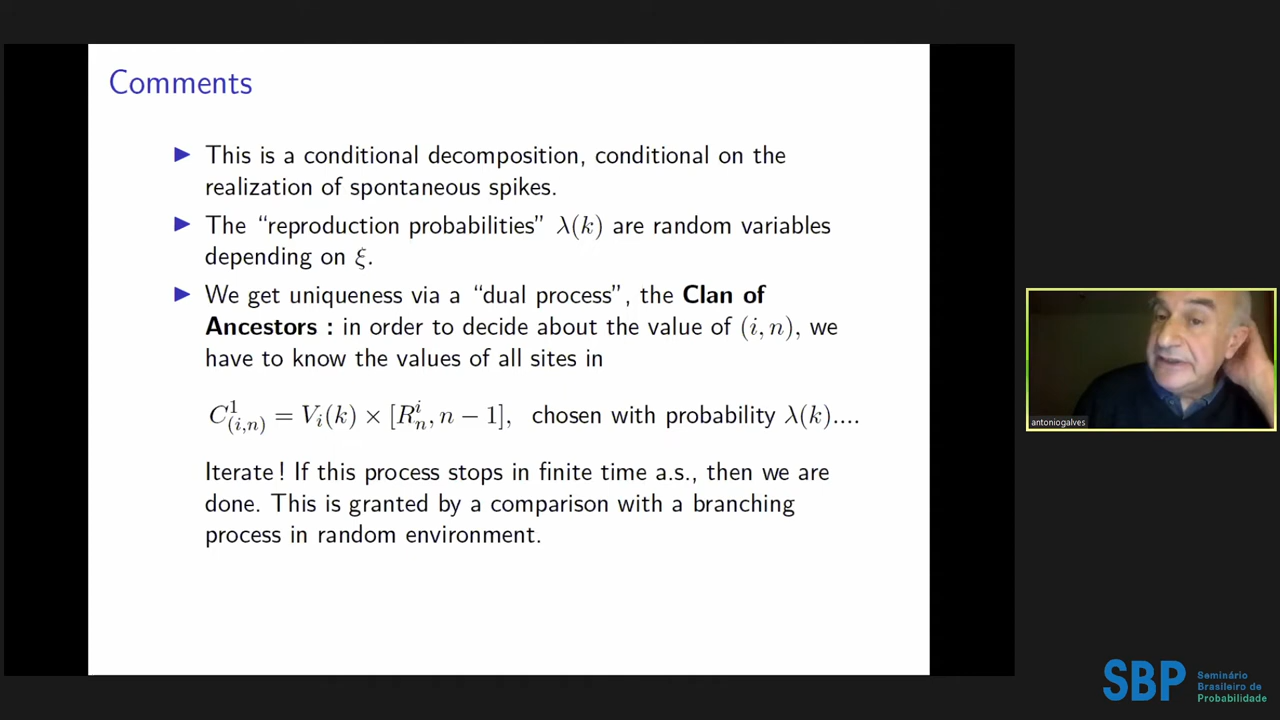 Comments
▶ This is a conditional decomposition, conditional on the
realization of spontaneous spikes.
▶ The “reproduction probabilities” λ(k) are random variables
depending on ξ.
▶ We get uniqueness via a “dual process”, the Clan of
Ancestors : in order to decide about the value of (i, n), we
have to know the values of all sites in
C^1_{(i,n)} = V_i(k) × [R^i_n, n − 1], chosen with probability λ(k)....
Iterate ! If this process stops in finite time a.s., then we are
done. This is granted by a comparison with a branching
process in random environment.
antoniogalves
SBP
Seminário
Brasileiro de
Probabilidade